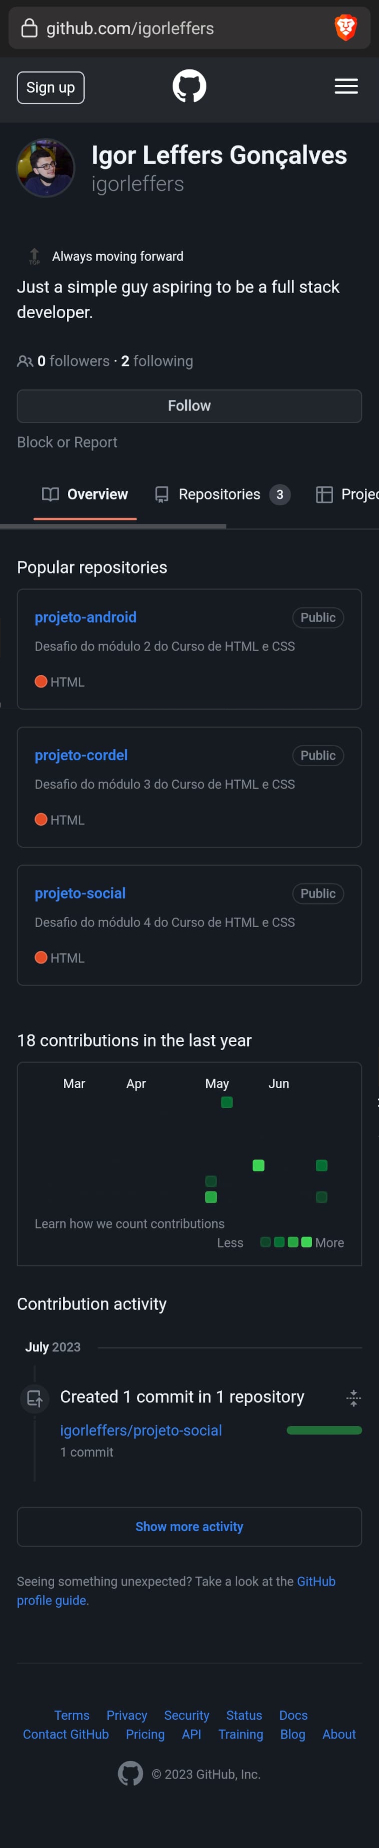 github.com/igorleffers
Sign up
Igor Leffers Gonçalves
igorleffers
Always moving forward
Just a simple guy aspiring to be a full stack
developer.
0 followers · 2 following
Follow
Block or Report
Overview Repositories 3 Projec
Popular repositories
projeto-android Public
Desafio do módulo 2 do Curso de HTML e CSS
HTML
projeto-cordel Public
Desafio do módulo 3 do Curso de HTML e CSS
HTML
projeto-social Public
Desafio do módulo 4 do Curso de HTML e CSS
HTML
18 contributions in the last year
Mar Apr May Jun
Learn how we count contributions
Less More
Contribution activity
July 2023
Created 1 commit in 1 repository
igorleffers/projeto-social
1 commit
Show more activity
Seeing something unexpected? Take a look at the GitHub
profile guide.
Terms Privacy Security Status Docs
Contact GitHub Pricing API Training Blog About
© 2023 GitHub, Inc.